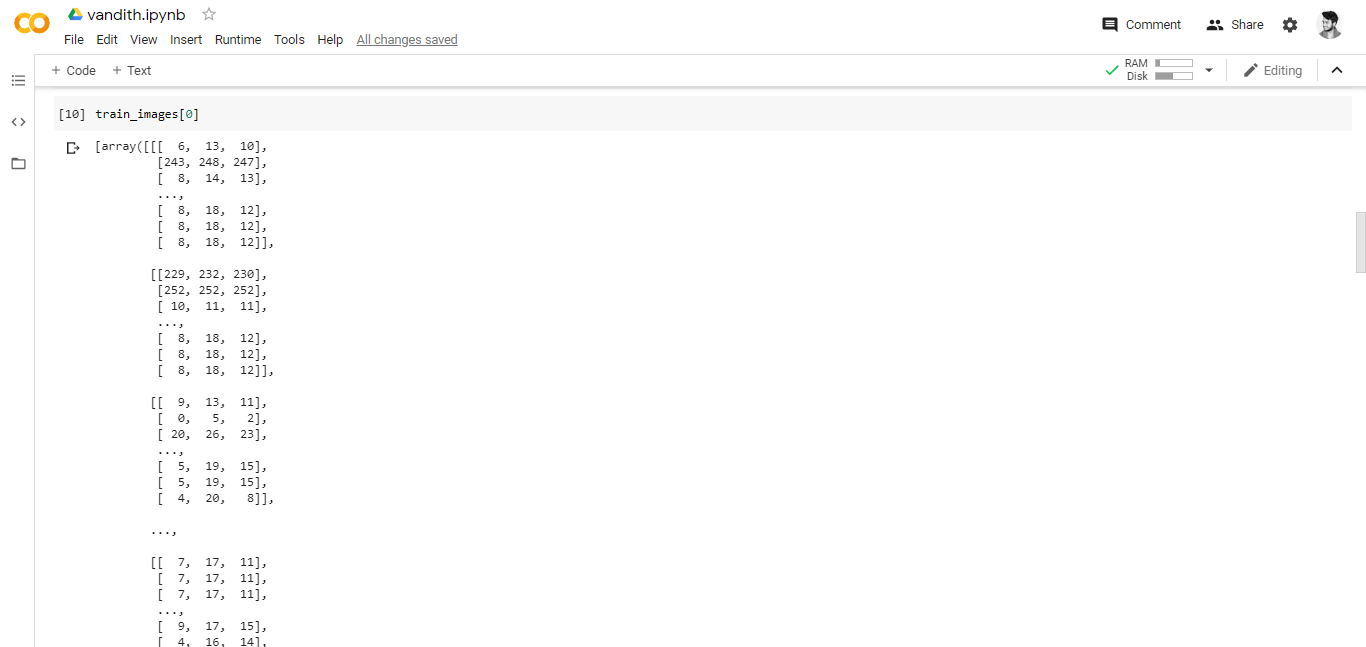 vandith.ipynb
File Edit View Insert Runtime Tools Help All changes saved
Comment Share
+ Code + Text
RAM
Disk
Editing
[10] train_images[0]
[array([[[  6,  13,  10],
[243, 248, 247],
[  8,  14,  13],
...,
[  8,  18,  12],
[  8,  18,  12],
[  8,  18,  12]],
[[229, 232, 230],
[252, 252, 252],
[ 10,  11,  11],
...,
[  8,  18,  12],
[  8,  18,  12],
[  8,  18,  12]],
[[  9,  13,  11],
[  0,   5,   2],
[ 20,  26,  23],
...,
[  5,  19,  15],
[  5,  19,  15],
[  4,  20,   8]],
...,
[[  7,  17,  11],
[  7,  17,  11],
[  7,  17,  11],
...,
[  9,  17,  15],
[  4,  16,  14],